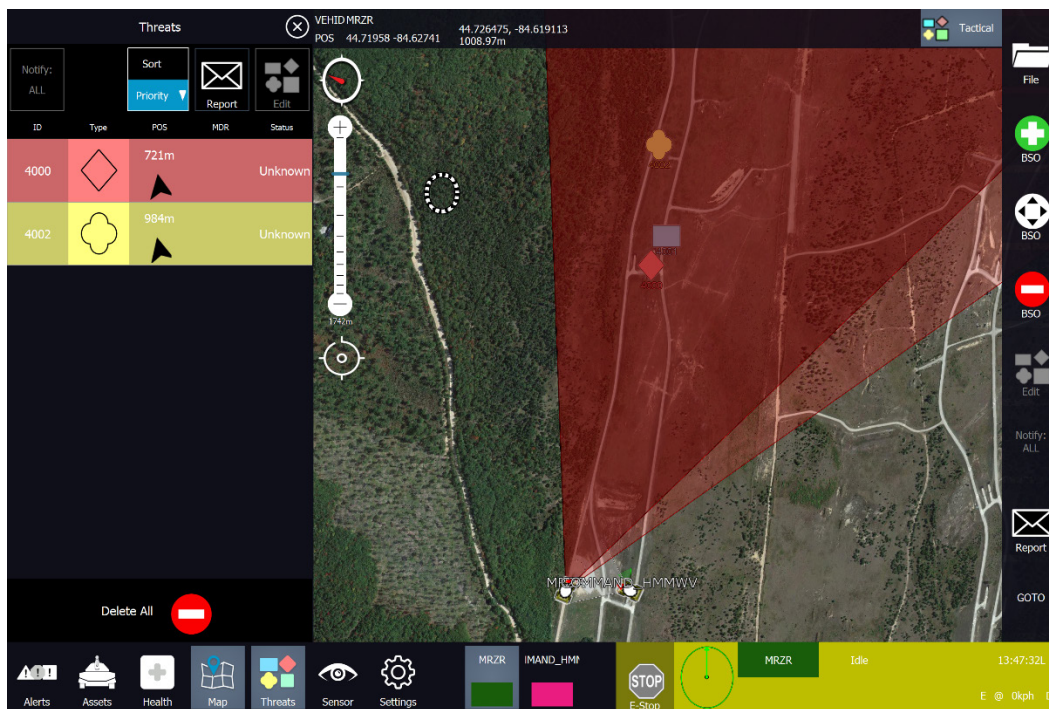 Threats
VEHID MRZR
POS 44.71958 -84.62741
44.726475, -84.619113
1008.97m
Tactical
Notify:
ALL
Sort
Priority
Report
Edit
ID Type POS MDR Status
4000 721m Unknown
4002 984m Unknown
1742m
File
BSO
BSO
BSO
Edit
Notify:
ALL
Report
GOTO
COMMAND_HMMWV
Delete All
Alerts
Assets
Health
Map
Threats
Sensor
Settings
MRZR
STOP
E-Stop
MRZR
Idle
13:47:32L
E @ 0kph